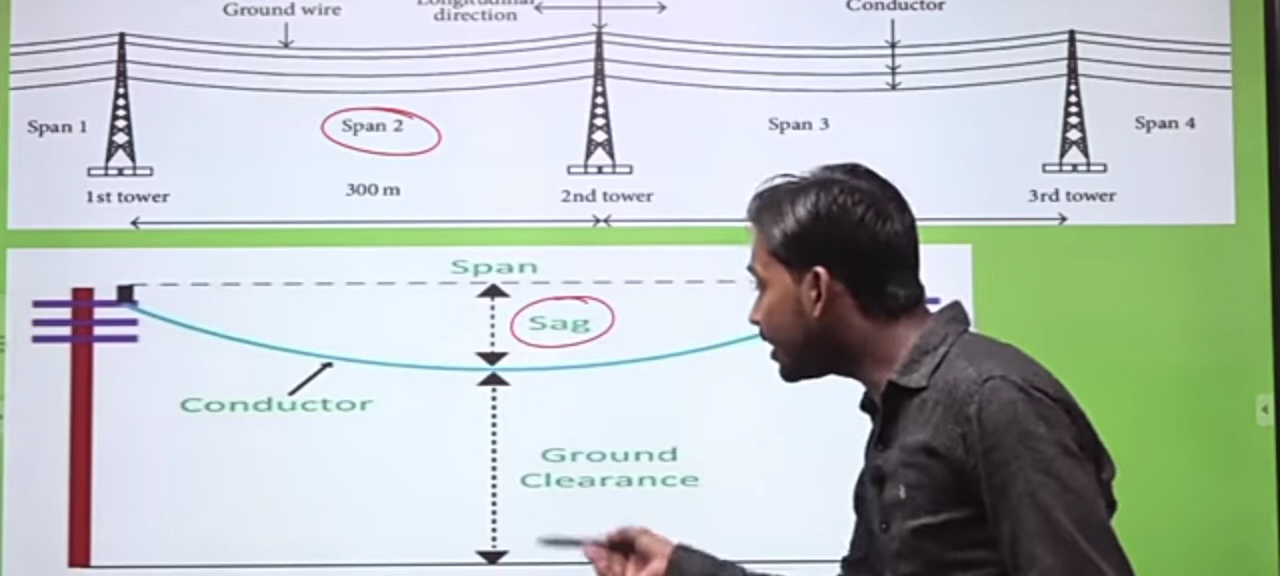 Ground wire
direction
Conductor
Span 1
Span 2
Span 3
Span 4
1st tower
300 m
2nd tower
3rd tower
Span
Sag
Conductor
Ground
Clearance